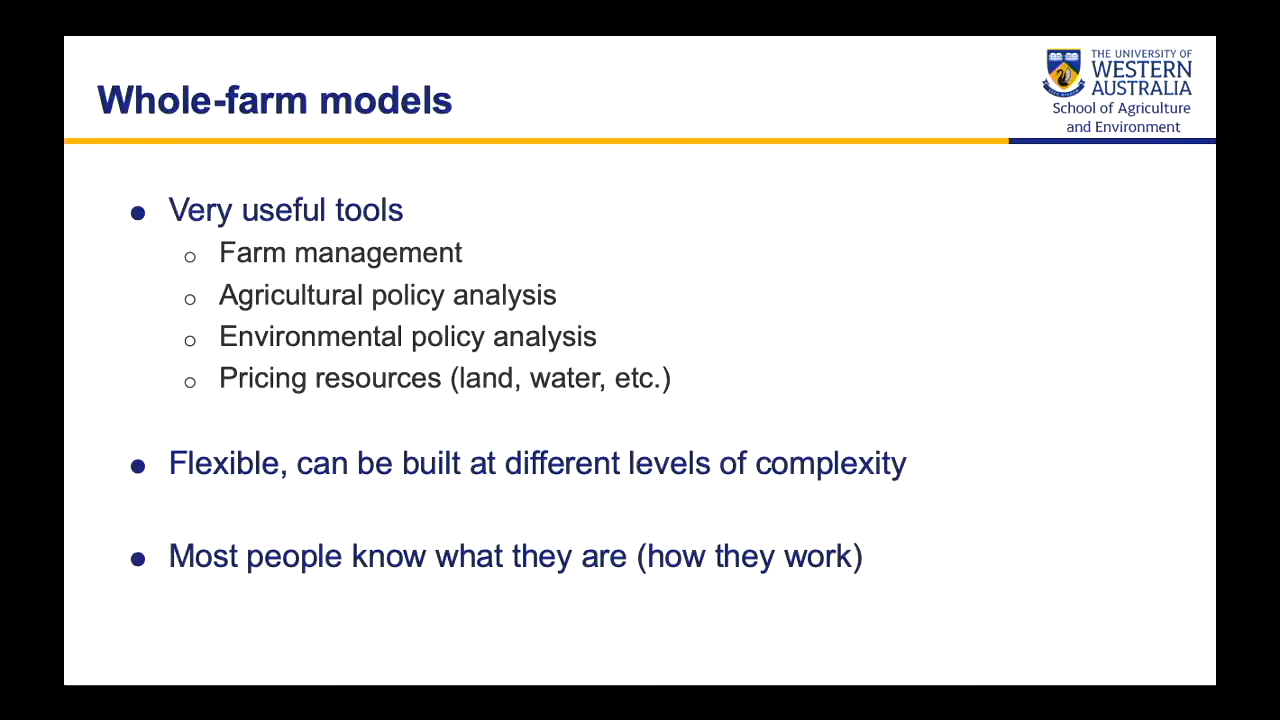 Whole-farm models
THE UNIVERSITY OF
WESTERN
AUSTRALIA
School of Agriculture
and Environment
● Very useful tools
○ Farm management
○ Agricultural policy analysis
○ Environmental policy analysis
○ Pricing resources (land, water, etc.)
● Flexible, can be built at different levels of complexity
● Most people know what they are (how they work)